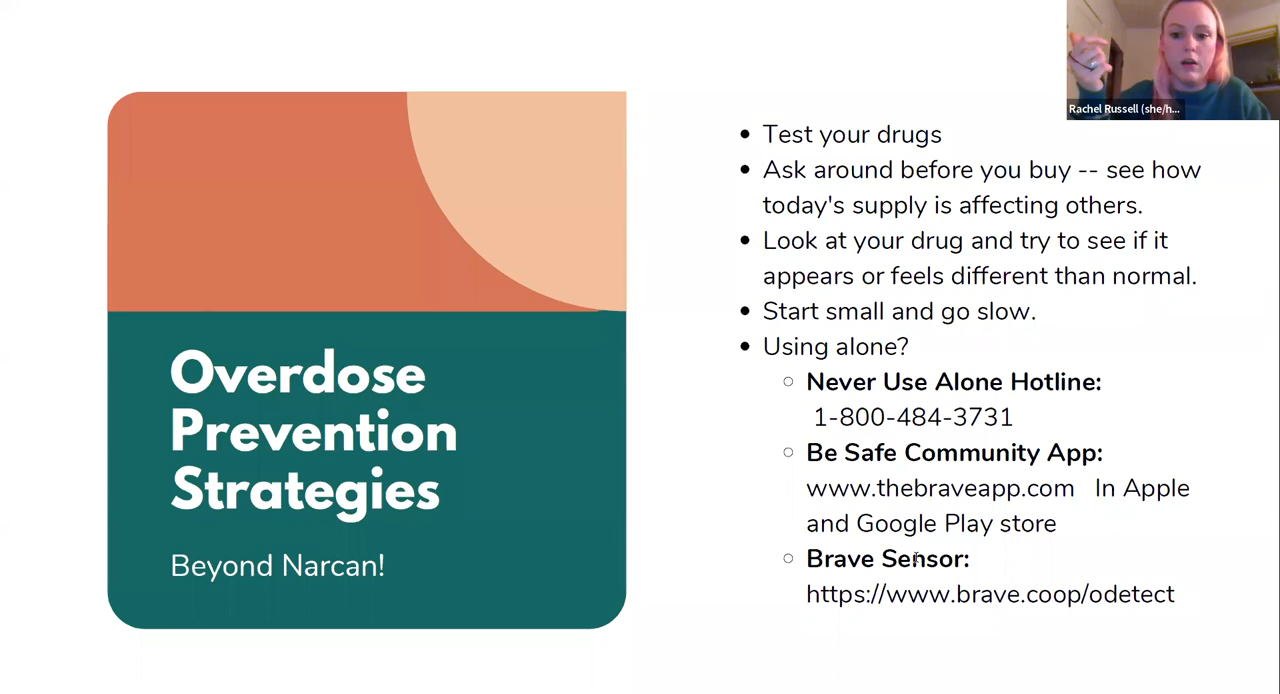 Rachel Russell (she/h...
Overdose
Prevention
Strategies
Beyond Narcan!
• Test your drugs
• Ask around before you buy -- see how
today's supply is affecting others.
• Look at your drug and try to see if it
appears or feels different than normal.
• Start small and go slow.
• Using alone?
○ Never Use Alone Hotline:
1-800-484-3731
○ Be Safe Community App:
www.thebraveapp.com In Apple
and Google Play store
○ Brave Sensor:
https://www.brave.coop/odetect